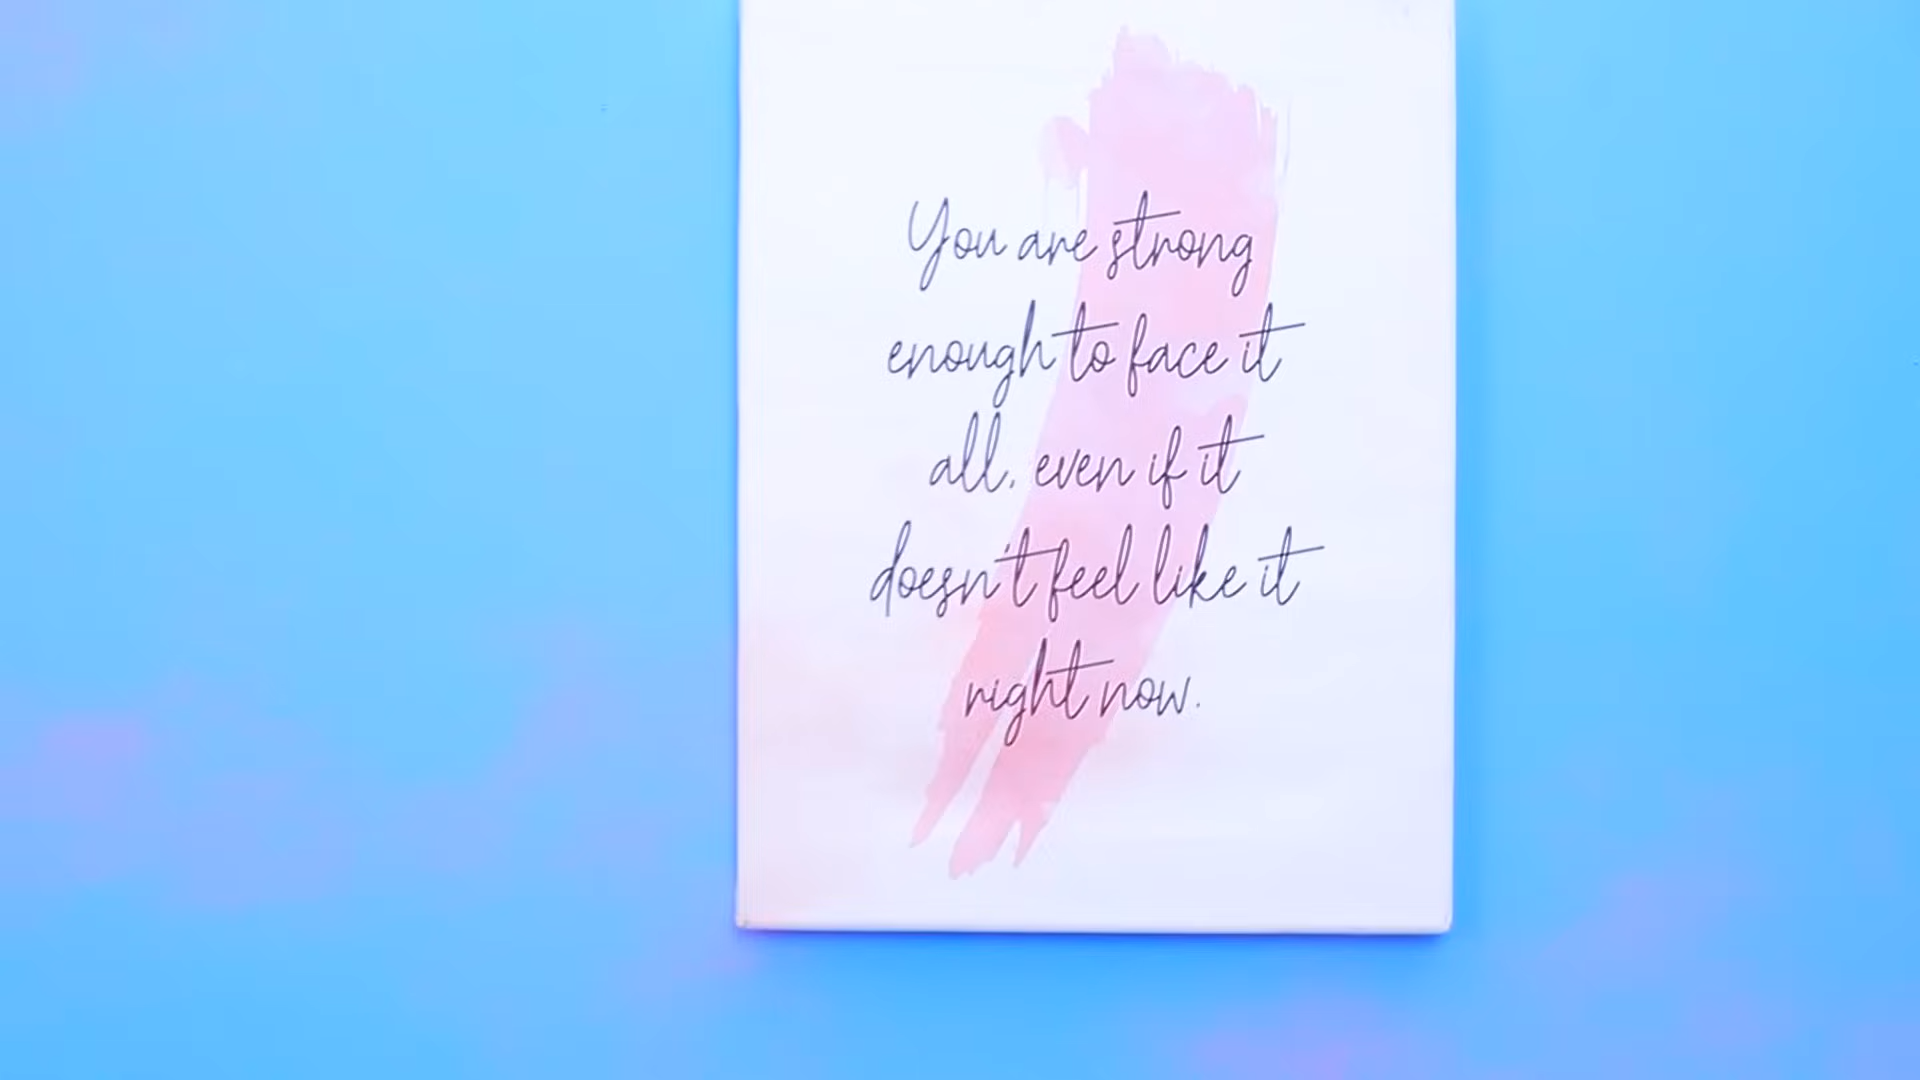 You are strong
enough to face it
all, even if it
doesn't feel like it
right now.